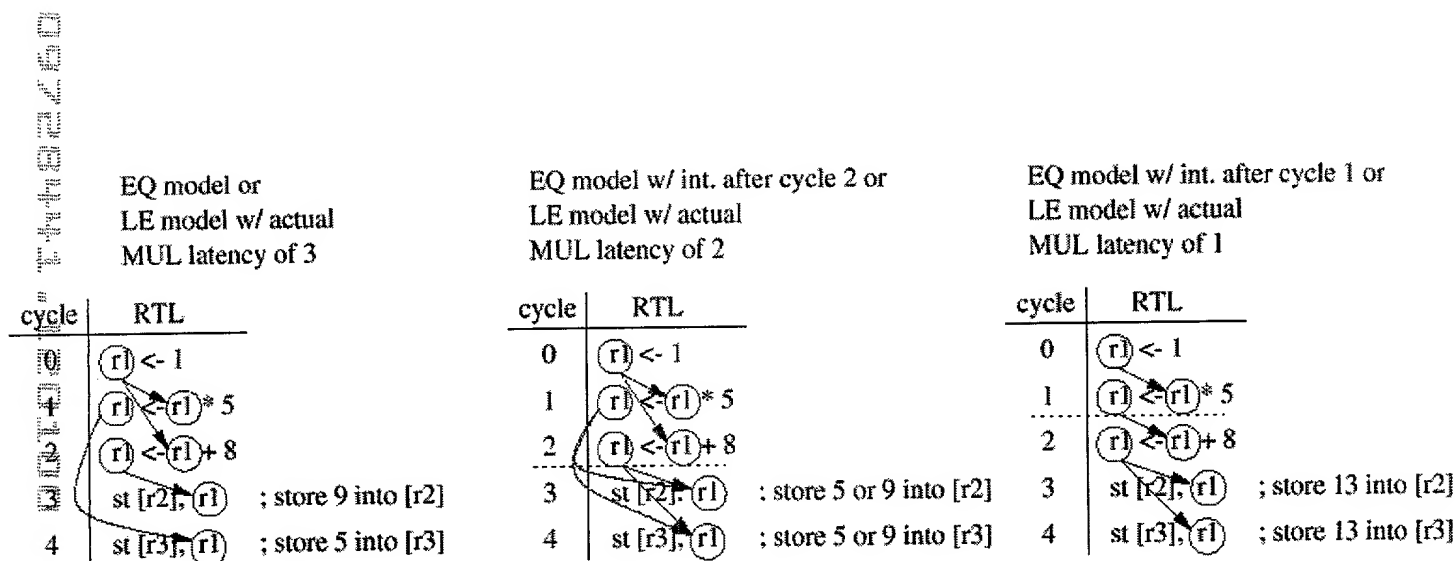 EQ model or
LE model w/ actual
MUL latency of 3
cycle RTL
0 r1 <- 1
1 r1 <- r1 * 5
2 r1 <- r1 + 8
3 st [r2], r1 ; store 9 into [r2]
4 st [r3], r1 ; store 5 into [r3]
EQ model w/ int. after cycle 2 or
LE model w/ actual
MUL latency of 2
cycle RTL
0 r1 <- 1
1 r1 <- r1 * 5
2 r1 <- r1 + 8
3 st [r2], r1 ; store 5 or 9 into [r2]
4 st [r3], r1 ; store 5 or 9 into [r3]
EQ model w/ int. after cycle 1 or
LE model w/ actual
MUL latency of 1
cycle RTL
0 r1 <- 1
1 r1 <- r1 * 5
2 r1 <- r1 + 8
3 st [r2], r1 ; store 13 into [r2]
4 st [r3], r1 ; store 13 into [r3]